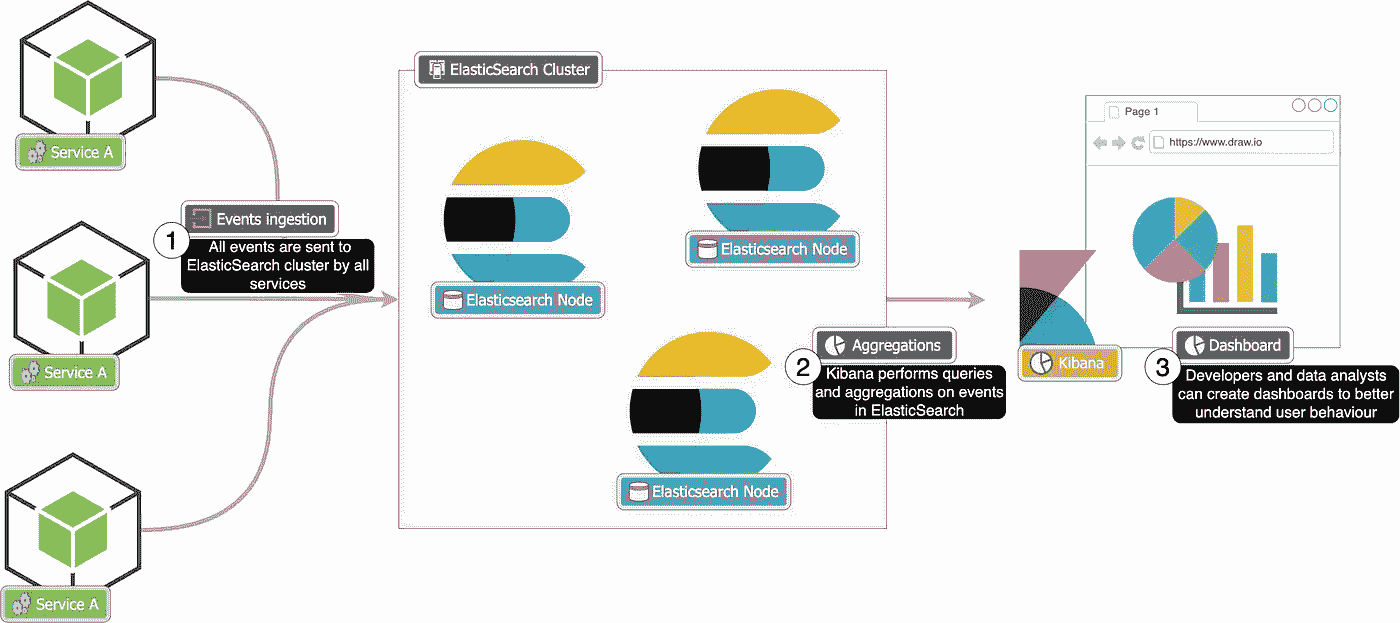 Service A
Events ingestion
1
All events are sent to
ElasticSearch cluster by all
services
Service A
Service A
ElasticSearch Cluster
Elasticsearch Node
Elasticsearch Node
Elasticsearch Node
Aggregations
2
Kibana performs queries
and aggregations on events
in ElasticSearch
Page 1
https://www.draw.io
Kibana
Dashboard
3
Developers and data analysts
can create dashboards to better
understand user behaviour